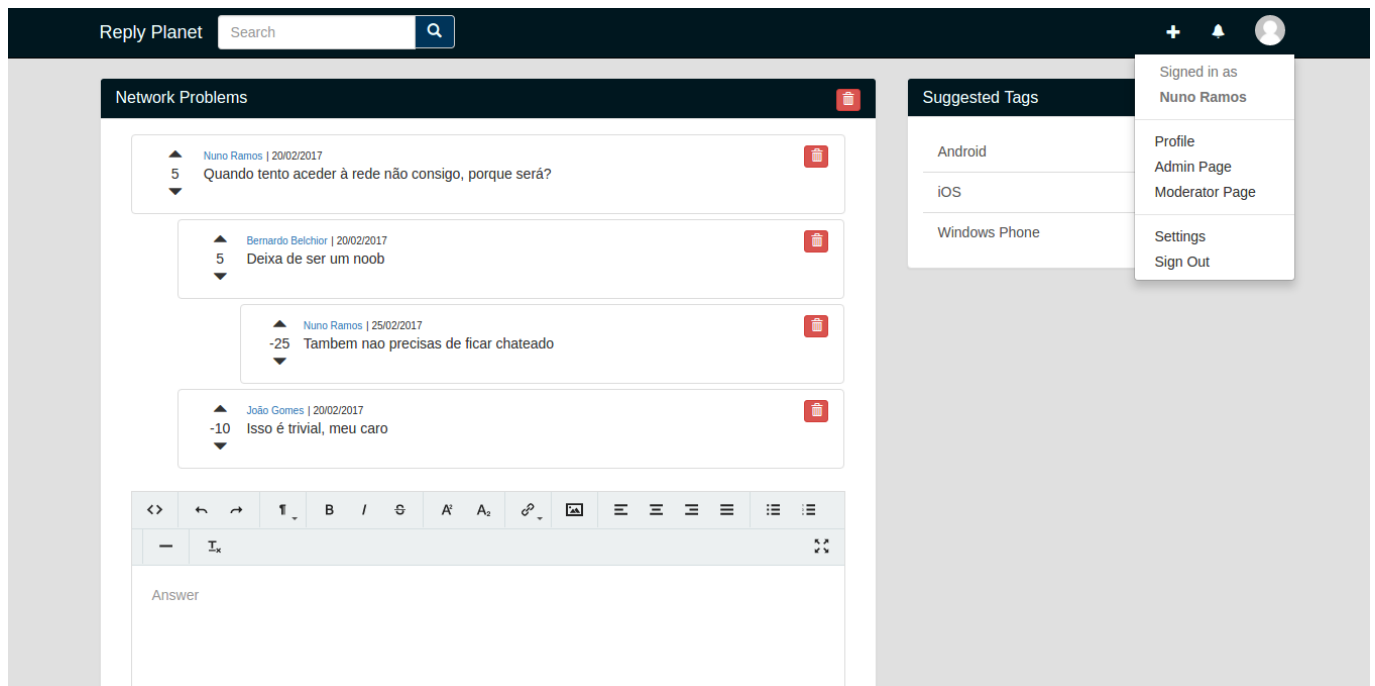 Reply Planet
Search
Signed in as
Nuno Ramos
Profile
Admin Page
Moderator Page
Settings
Sign Out
Network Problems
Nuno Ramos | 20/02/2017
5
Quando tento aceder à rede não consigo, porque será?
Bernardo Belchior | 20/02/2017
5
Deixa de ser um noob
Nuno Ramos | 25/02/2017
-25
Tambem nao precisas de ficar chateado
João Gomes | 20/02/2017
-10
Isso é trivial, meu caro
Answer
Suggested Tags
Android
iOS
Windows Phone